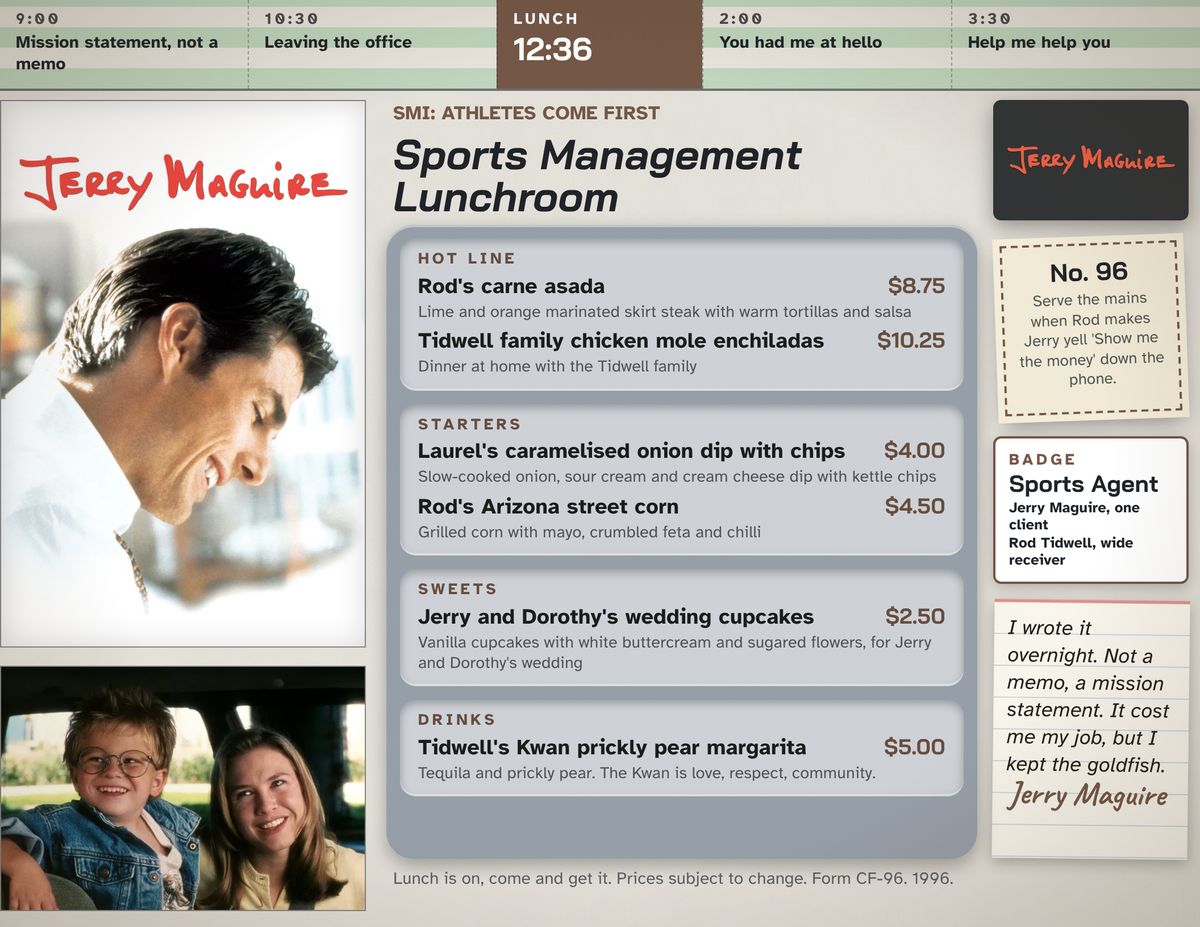 9:00
Mission statement, not a
memo
10:30
Leaving the office
LUNCH
12:36
2:00
You had me at hello
3:30
Help me help you
JERRY MAGUIRE
SMI: ATHLETES COME FIRST
Sports Management
Lunchroom
HOT LINE
Rod's carne asada $8.75
Lime and orange marinated skirt steak with warm tortillas and salsa
Tidwell family chicken mole enchiladas $10.25
Dinner at home with the Tidwell family
STARTERS
Laurel's caramelised onion dip with chips $4.00
Slow-cooked onion, sour cream and cream cheese dip with kettle chips
Rod's Arizona street corn $4.50
Grilled corn with mayo, crumbled feta and chilli
SWEETS
Jerry and Dorothy's wedding cupcakes $2.50
Vanilla cupcakes with white buttercream and sugared flowers, for Jerry
and Dorothy's wedding
DRINKS
Tidwell's Kwan prickly pear margarita $5.00
Tequila and prickly pear. The Kwan is love, respect, community.
Lunch is on, come and get it. Prices subject to change. Form CF-96. 1996.
JERRY MAGUIRE
No. 96
Serve the mains
when Rod makes
Jerry yell 'Show me
the money' down the
phone.
BADGE
Sports Agent
Jerry Maguire, one
client
Rod Tidwell, wide
receiver
I wrote it
overnight. Not a
memo, a mission
statement. It cost
me my job, but I
kept the goldfish.
Jerry Maguire